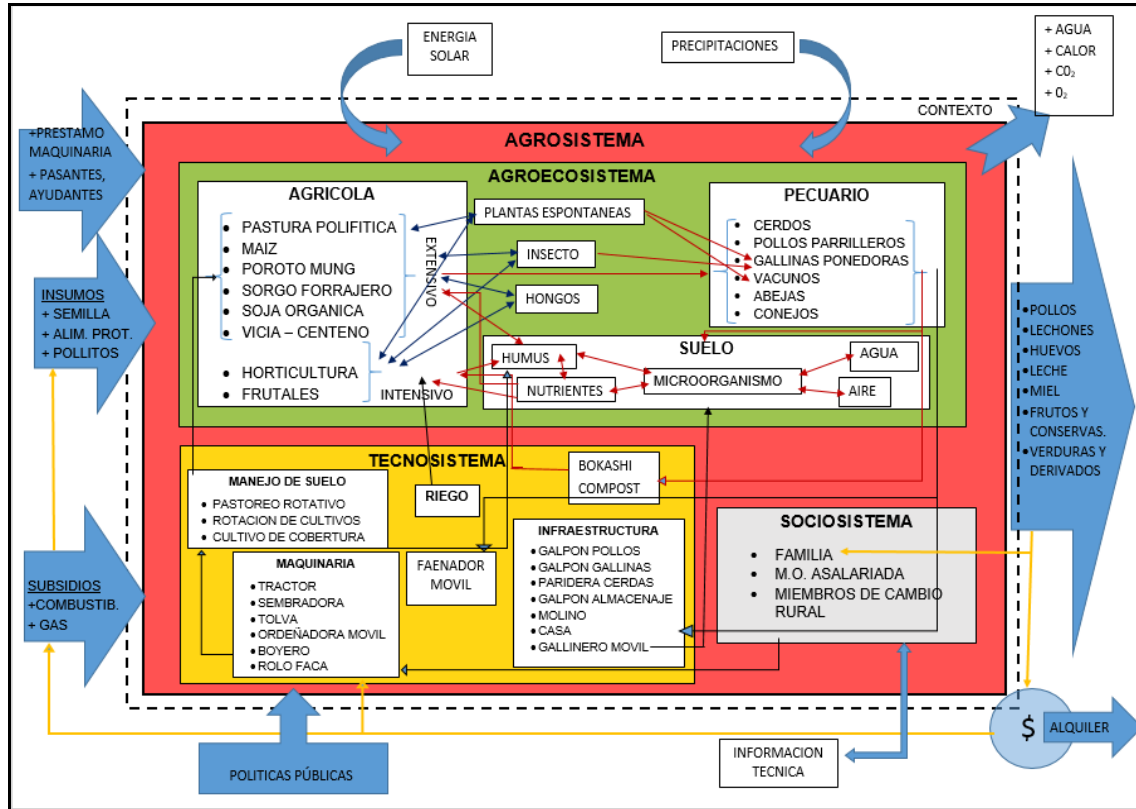 ENERGIA
SOLAR
PRECIPITACIONES
+ AGUA
+ CALOR
+ C0₂
+ 0₂
CONTEXTO
+PRESTAMO
MAQUINARIA
+ PASANTES,
AYUDANTES
AGROSISTEMA
AGROECOSISTEMA
AGRICOLA
• PASTURA POLIFITICA
• MAIZ
• POROTO MUNG
• SORGO FORRAJERO
• SOJA ORGANICA
• VICIA – CENTENO
EXTENSIVO
• HORTICULTURA
• FRUTALES
INTENSIVO
PLANTAS ESPONTANEAS
INSECTO
HONGOS
PECUARIO
• CERDOS
• POLLOS PARRILLEROS
• GALLINAS PONEDORAS
• VACUNOS
• ABEJAS
• CONEJOS
SUELO
HUMUS
NUTRIENTES
MICROORGANISMO
AGUA
AIRE
INSUMOS
+ SEMILLA
+ ALIM. PROT.
+ POLLITOS
•POLLOS
•LECHONES
•HUEVOS
•LECHE
•MIEL
•FRUTOS Y
CONSERVAS.
•VERDURAS Y
DERIVADOS
TECNOSISTEMA
MANEJO DE SUELO
• PASTOREO ROTATIVO
• ROTACION DE CULTIVOS
• CULTIVO DE COBERTURA
RIEGO
BOKASHI
COMPOST
MAQUINARIA
•TRACTOR
•SEMBRADORA
•TOLVA
•ORDEÑADORA MOVIL
•BOYERO
•ROLO FACA
FAENADOR
MOVIL
INFRAESTRUCTURA
•GALPON POLLOS
•GALPON GALLINAS
•PARIDERA CERDAS
•GALPON ALMACENAJE
•MOLINO
•CASA
•GALLINERO MOVIL
SOCIOSISTEMA
• FAMILIA
• M.O. ASALARIADA
• MIEMBROS DE CAMBIO
RURAL
SUBSIDIOS
+COMBUSTIB.
+ GAS
POLITICAS PÚBLICAS
INFORMACION
TECNICA
$
ALQUILER